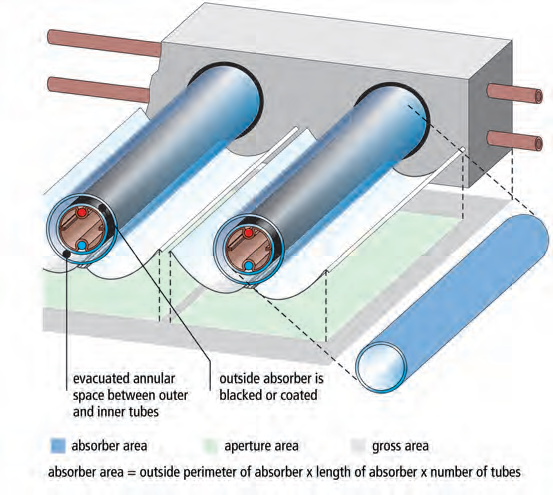 evacuated annular
space between outer
and inner tubes
outside absorber is
blacked or coated
absorber area
aperture area
gross area
absorber area = outside perimeter of absorber x length of absorber x number of tubes